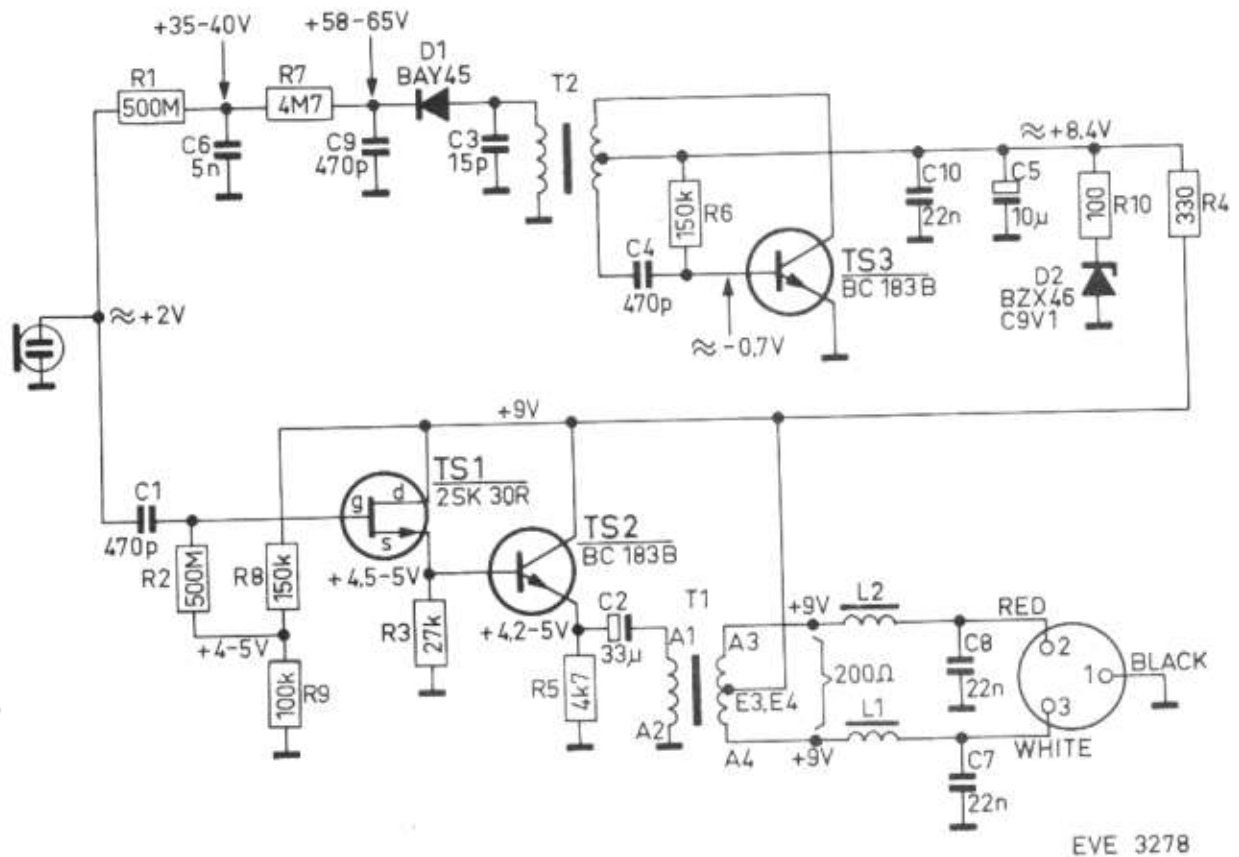 +35-40V
+58-65V
R1
500M
R7
4M7
D1
BAY45
T2
C6
5n
C9
470p
C3
15p
≈+8,4V
150k
R6
C10
22n
C5
10µ
100
R10
330
R4
C4
470p
TS3
BC 183B
D2
BZX46
C9V1
≈-0,7V
≈+2V
+9V
C1
470p
TS1
2SK 30R
g
d
s
R2
500M
R8
150k
+4,5-5V
TS2
BC 183B
+4-5V
R9
100k
R3
27k
+4,2-5V
C2
33µ
R5
4k7
T1
A1
A2
A3
E3,E4
A4
+9V
200Ω
+9V
L2
L1
RED
C8
22n
2
1
3
BLACK
WHITE
C7
22n
EVE 3278